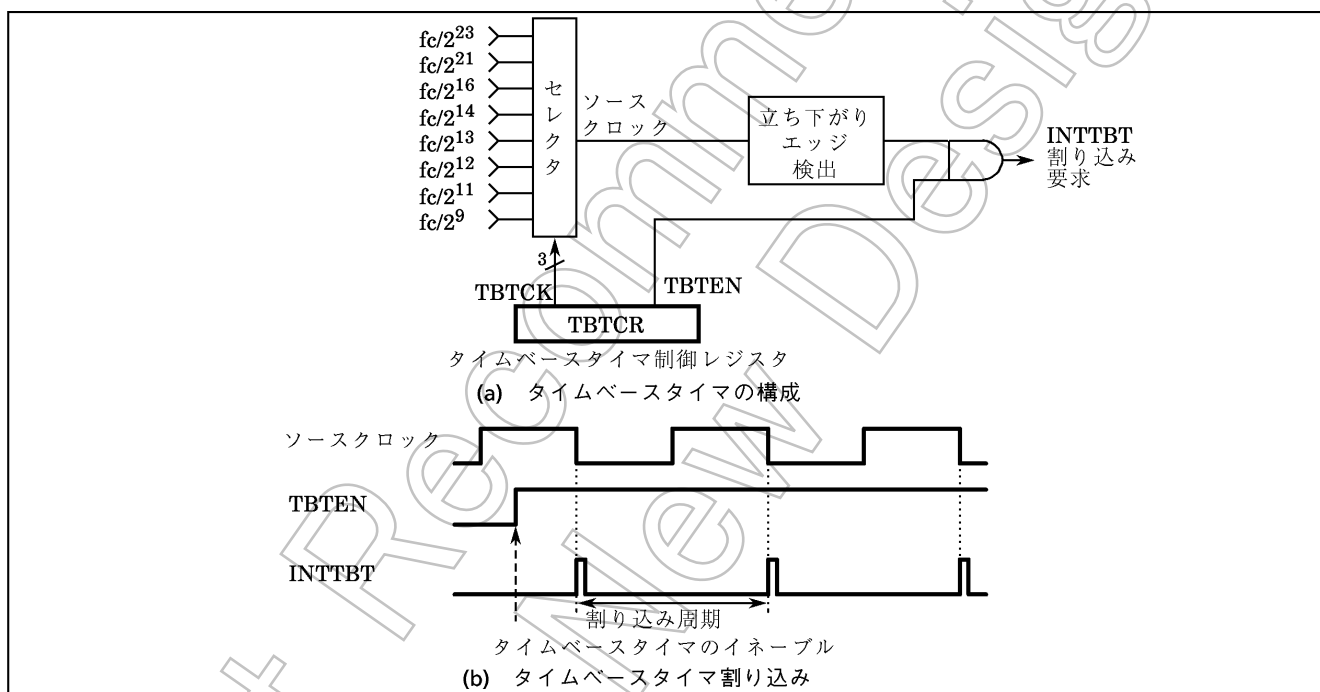 fc/2^23
fc/2^21
fc/2^16
fc/2^14
fc/2^13
fc/2^12
fc/2^11
fc/2^9
セレクタ
ソース
クロック
立ち下がり
エッジ
検出
INTTBT
割り込み
要求
3
TBTCK
TBTEN
TBTCR
タイムベースタイマ制御レジスタ
(a) タイムベースタイマの構成
ソースクロック
TBTEN
INTTBT
割り込み周期
タイムベースタイマのイネーブル
(b) タイムベースタイマ割り込み
Recomme
New Desig